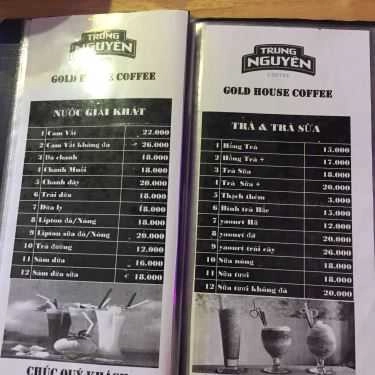 TRUNG
NGUYÊN
GOLD HOUSE COFFEE
NƯỚC GIẢI KHÁT
1 Cam Vắt 22.000
2 Cam Vắt không đá 26.000
3 Đá chanh 18.000
4 Chanh Muối 18.000
5 Chanh dây 20.000
6 Trái dừa 18.000
7 Dừa ly 18.000
8 Lipton đá/Nóng 18.000
9 Lipton sữa đá/Nóng 20.000
10 Trà đường 12.000
11 Sâm dứa 16.000
12 Sâm dứa sữa 18.000
CHÚC QUÝ KHÁCH
TRUNG
NGUYÊN
COFFEE
GOLD HOUSE COFFEE
TRÀ & TRÀ SỮA
1 Hồng Trà 15.000
2 Hồng Trà + 17.000
3 Trà Sữa 18.000
4 Trà Sữa + 20.000
5 Thạch thêm 3.000
6 Bình trà Bắc 15.000
7 yaourt Hũ 12.000
8 yaourt đá 20.000
9 yaourt trái cây 26.000
10 Sữa nóng 18.000
11 Sữa tươi 18.000
12 Sữa tươi không đá 20.000